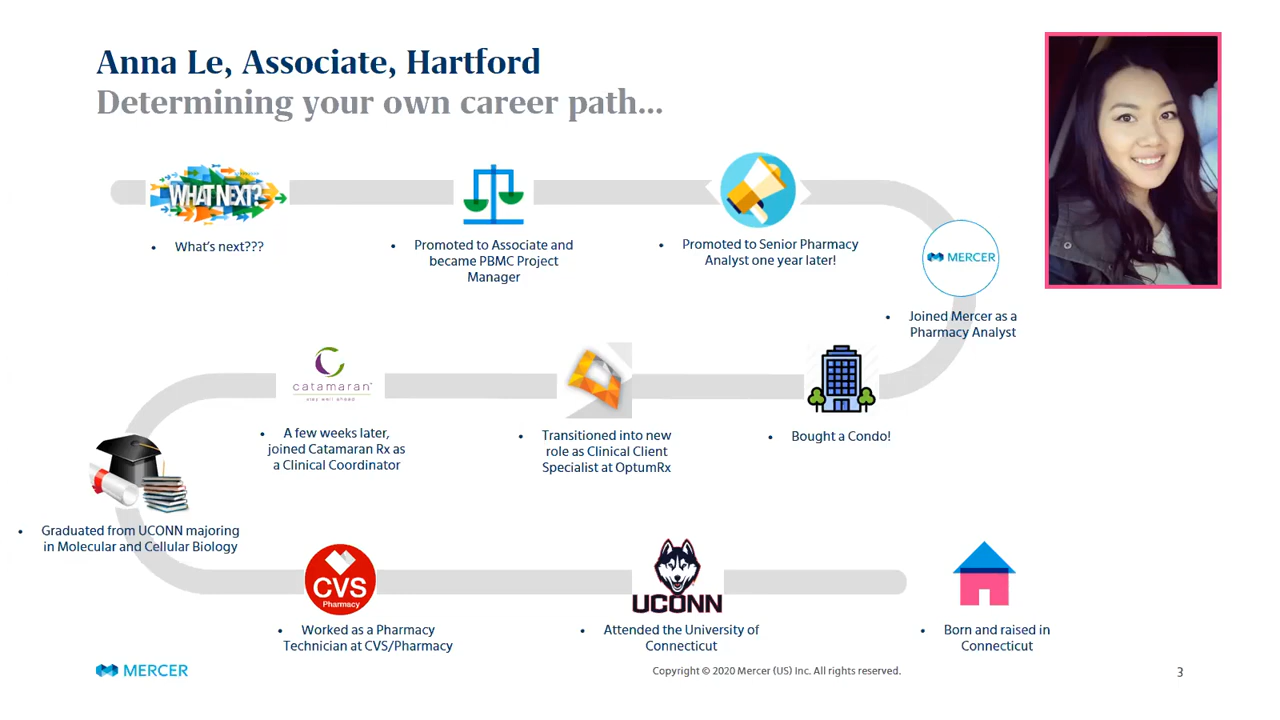 Anna Le, Associate, Hartford
Determining your own career path...
WHAT NEXT?
• What's next???
• Promoted to Associate and
became PBMC Project
Manager
• Promoted to Senior Pharmacy
Analyst one year later!
MERCER
• Joined Mercer as a
Pharmacy Analyst
catamaran
stay well ahead
• A few weeks later,
joined Catamaran Rx as
a Clinical Coordinator
• Transitioned into new
role as Clinical Client
Specialist at OptumRx
• Bought a Condo!
• Graduated from UCONN majoring
in Molecular and Cellular Biology
CVS
Pharmacy
• Worked as a Pharmacy
Technician at CVS/Pharmacy
UCONN
• Attended the University of
Connecticut
• Born and raised in
Connecticut
MERCER
Copyright © 2020 Mercer (US) Inc. All rights reserved.
3